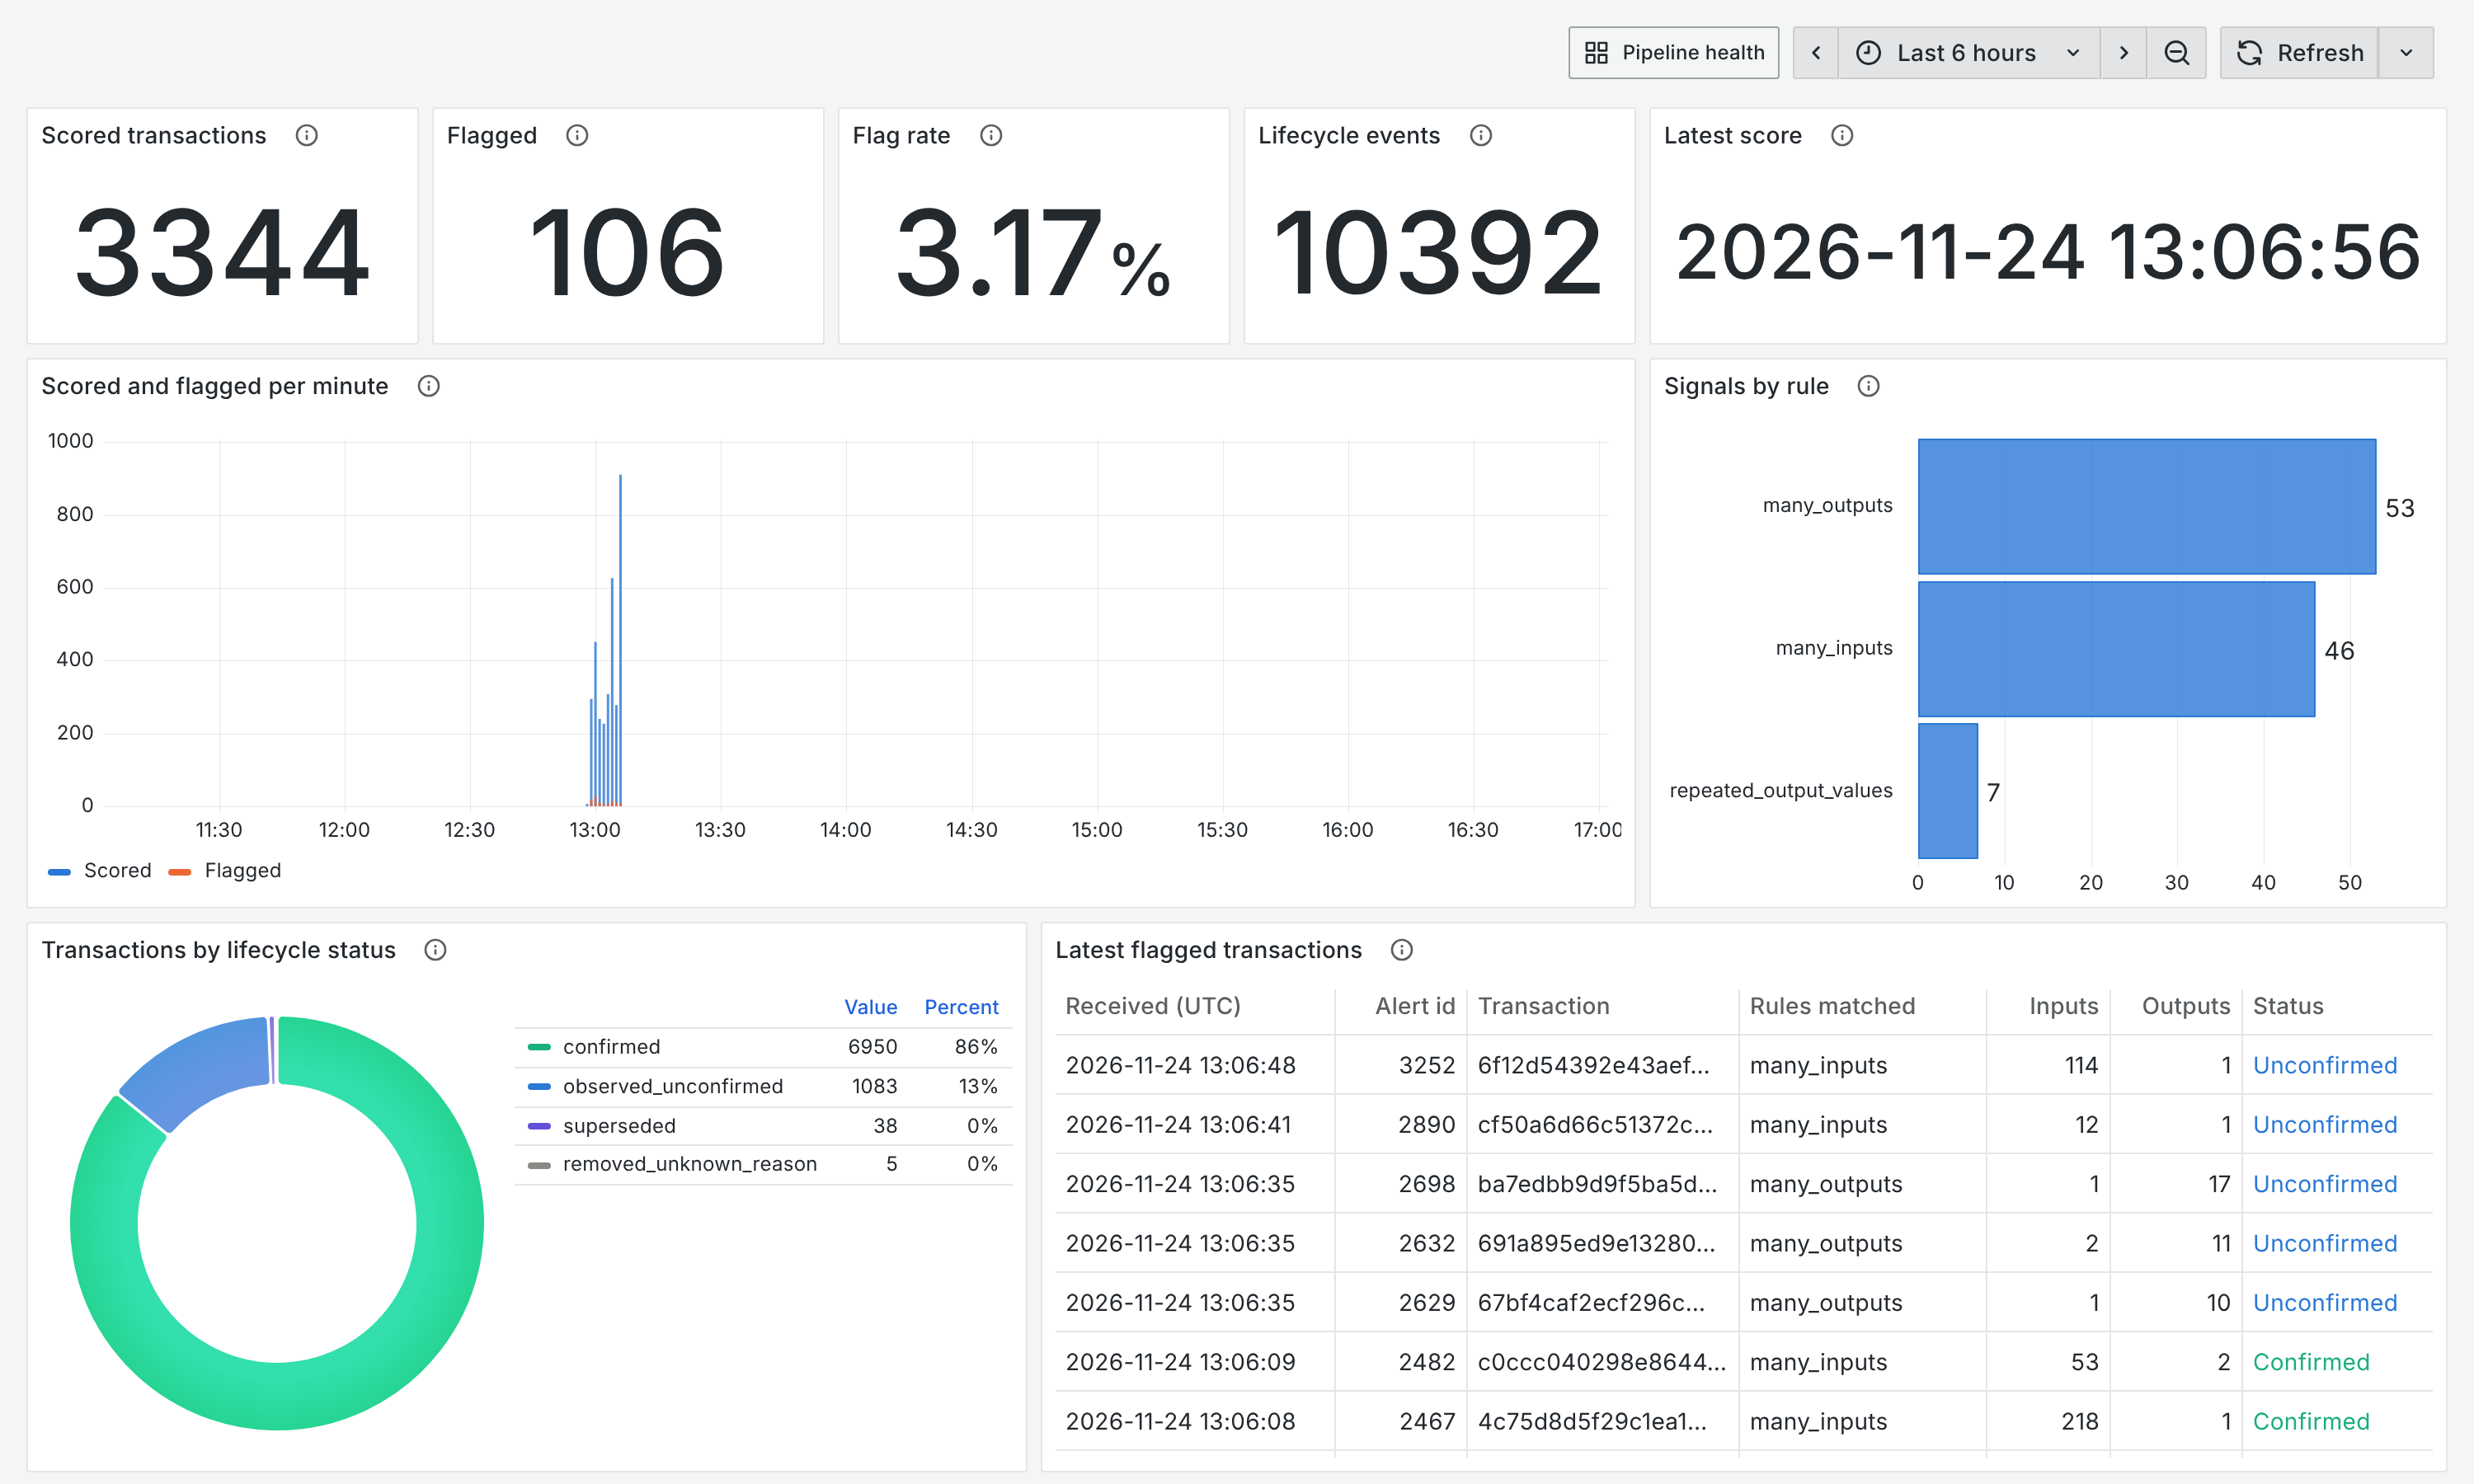 Pipeline health
Last 6 hours
Refresh
Scored transactions
3344
Flagged
106
Flag rate
3.17%
Lifecycle events
10392
Latest score
2026-11-24 13:06:56
Scored and flagged per minute
1000
800
600
400
200
0
11:30 12:00 12:30 13:00 13:30 14:00 14:30 15:00 15:30 16:00 16:30 17:00
Scored Flagged
Signals by rule
many_outputs 53
many_inputs 46
repeated_output_values 7
0 10 20 30 40 50
Transactions by lifecycle status
Value Percent
confirmed 6950 86%
observed_unconfirmed 1083 13%
superseded 38 0%
removed_unknown_reason 5 0%
Latest flagged transactions
Received (UTC) Alert id Transaction Rules matched Inputs Outputs Status
2026-11-24 13:06:48 3252 6f12d54392e43aef... many_inputs 114 1 Unconfirmed
2026-11-24 13:06:41 2890 cf50a6d66c51372c... many_inputs 12 1 Unconfirmed
2026-11-24 13:06:35 2698 ba7edbb9d9f5ba5d... many_outputs 1 17 Unconfirmed
2026-11-24 13:06:35 2632 691a895ed9e13280... many_outputs 2 11 Unconfirmed
2026-11-24 13:06:35 2629 67bf4caf2ecf296c... many_outputs 1 10 Unconfirmed
2026-11-24 13:06:09 2482 c0ccc040298e8644... many_inputs 53 2 Confirmed
2026-11-24 13:06:08 2467 4c75d8d5f29c1ea1... many_inputs 218 1 Confirmed